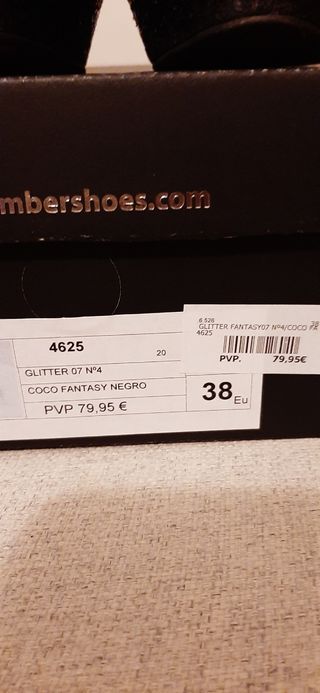 mbershoes.com
4625
20
GLITTER 07 Nº4
COCO FANTASY NEGRO
PVP 79,95 €
38 Eu
6 526
GLITTER FANTASY07 Nº4/COCO
4625
PVP. 79,95€